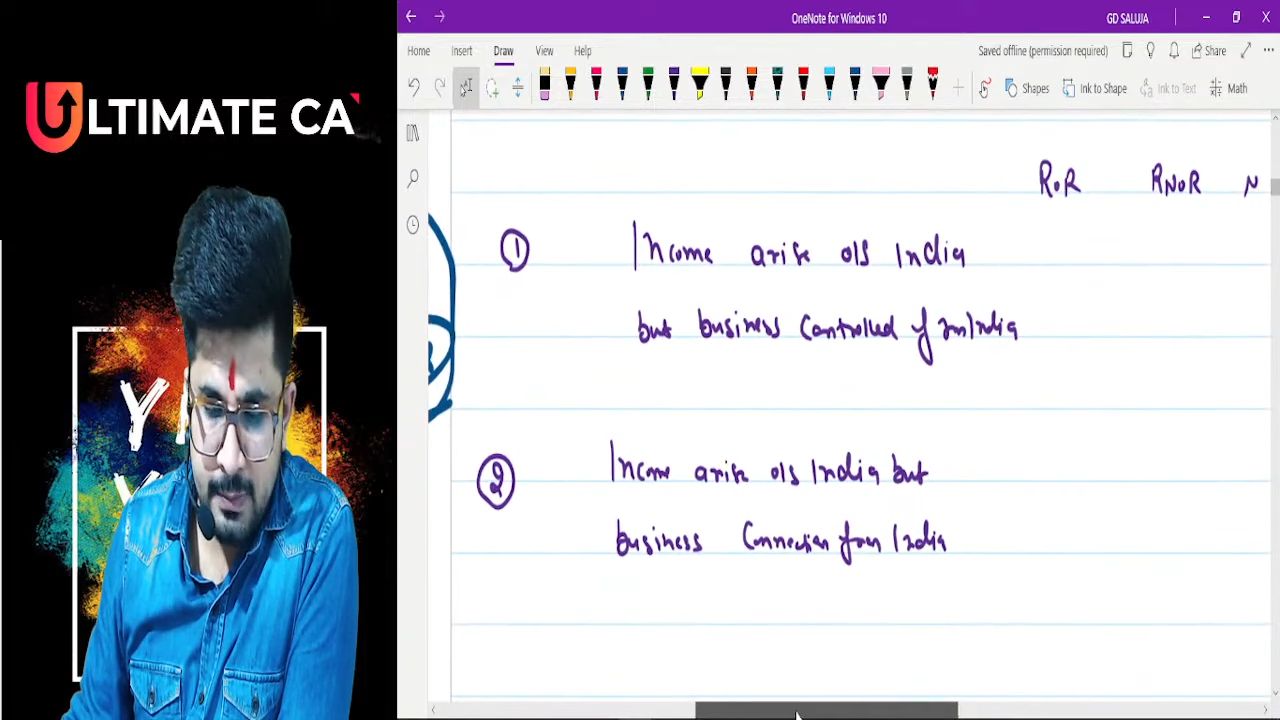 ULTIMATE CA
OneNote for Windows 10
GD SALUJA
Home Insert Draw View Help
Saved offline (permission required)
Share
Shapes
Ink to Shape
Ink to Text
Math
ROR RNOR N
① Income arise o/s India
but business Controlled from India
② Income arise o/s India but
business Connection from India
Y